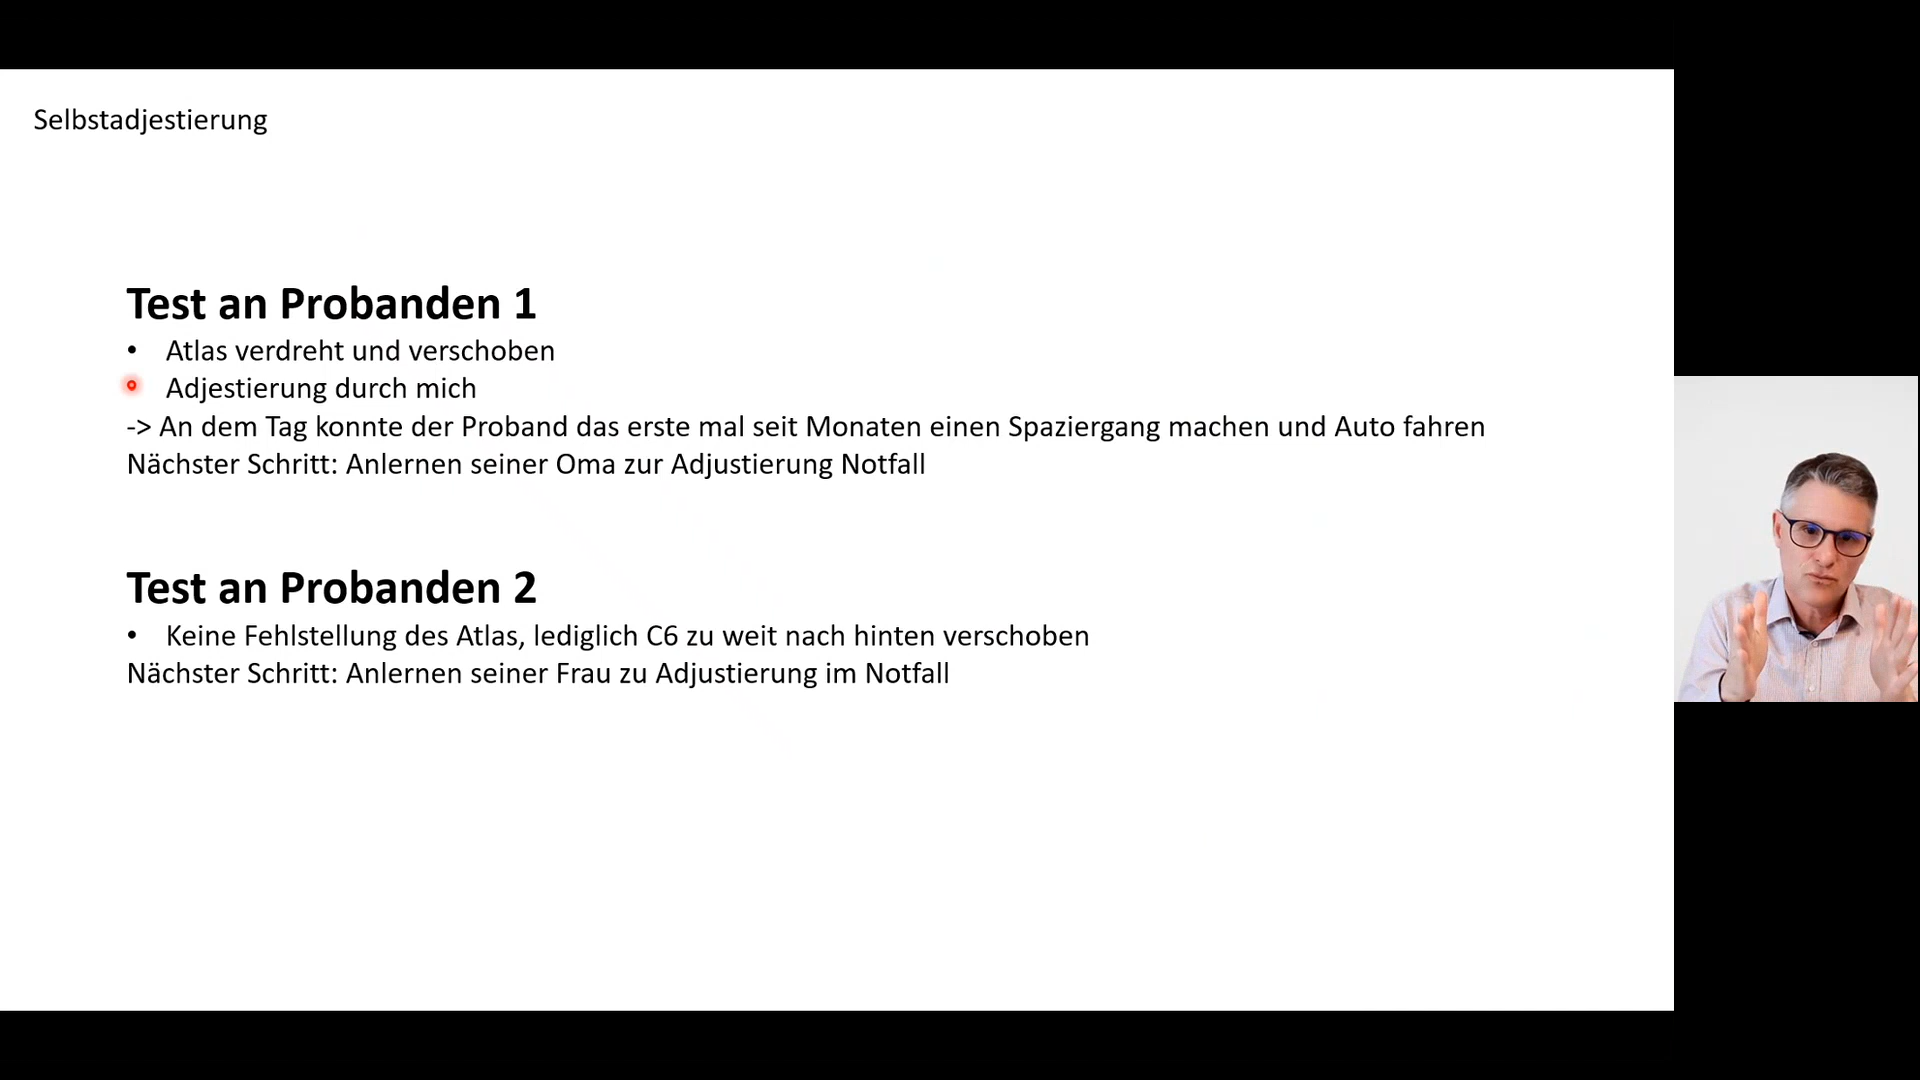 Selbstadjestierung
Test an Probanden 1
• Atlas verdreht und verschoben
• Adjestierung durch mich
-> An dem Tag konnte der Proband das erste mal seit Monaten einen Spaziergang machen und Auto fahren
Nächster Schritt: Anlernen seiner Oma zur Adjustierung Notfall
Test an Probanden 2
• Keine Fehlstellung des Atlas, lediglich C6 zu weit nach hinten verschoben
Nächster Schritt: Anlernen seiner Frau zu Adjustierung im Notfall